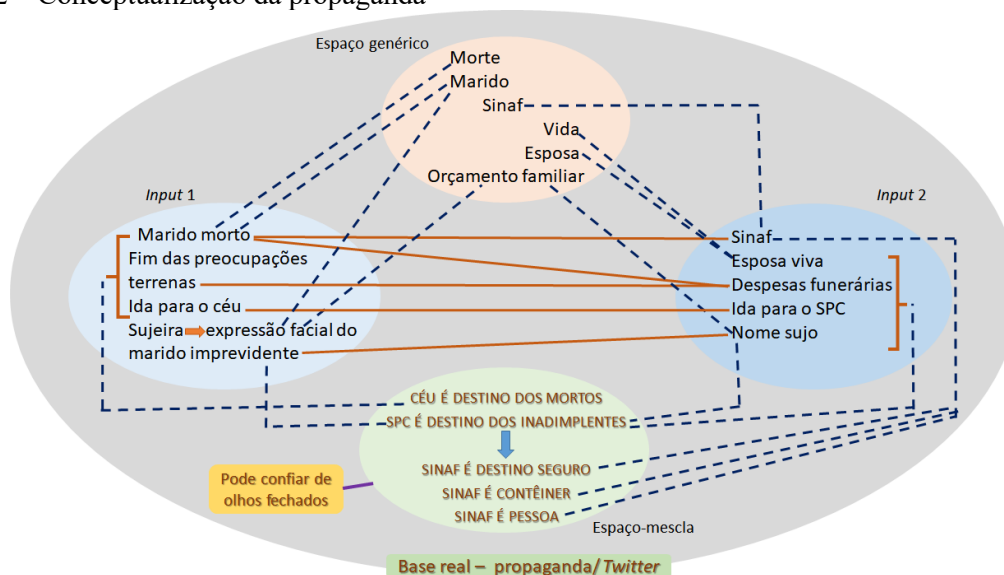 2 – Conceptualização da propaganda
Espaço genérico
Morte
Marido
Sinaf
Vida
Esposa
Orçamento familiar
Input 1
Marido morto
Fim das preocupações
terrenas
Ida para o céu
Sujeira expressão facial do
marido imprevidente
Input 2
Sinaf
Esposa viva
Despesas funerárias
Ida para o SPC
Nome sujo
CÉU É DESTINO DOS MORTOS
SPC É DESTINO DOS INADIMPLENTES
SINAF É DESTINO SEGURO
SINAF É CONTÊINER
SINAF É PESSOA
Pode confiar de
olhos fechados
Espaço-mescla
Base real – propaganda/Twitter